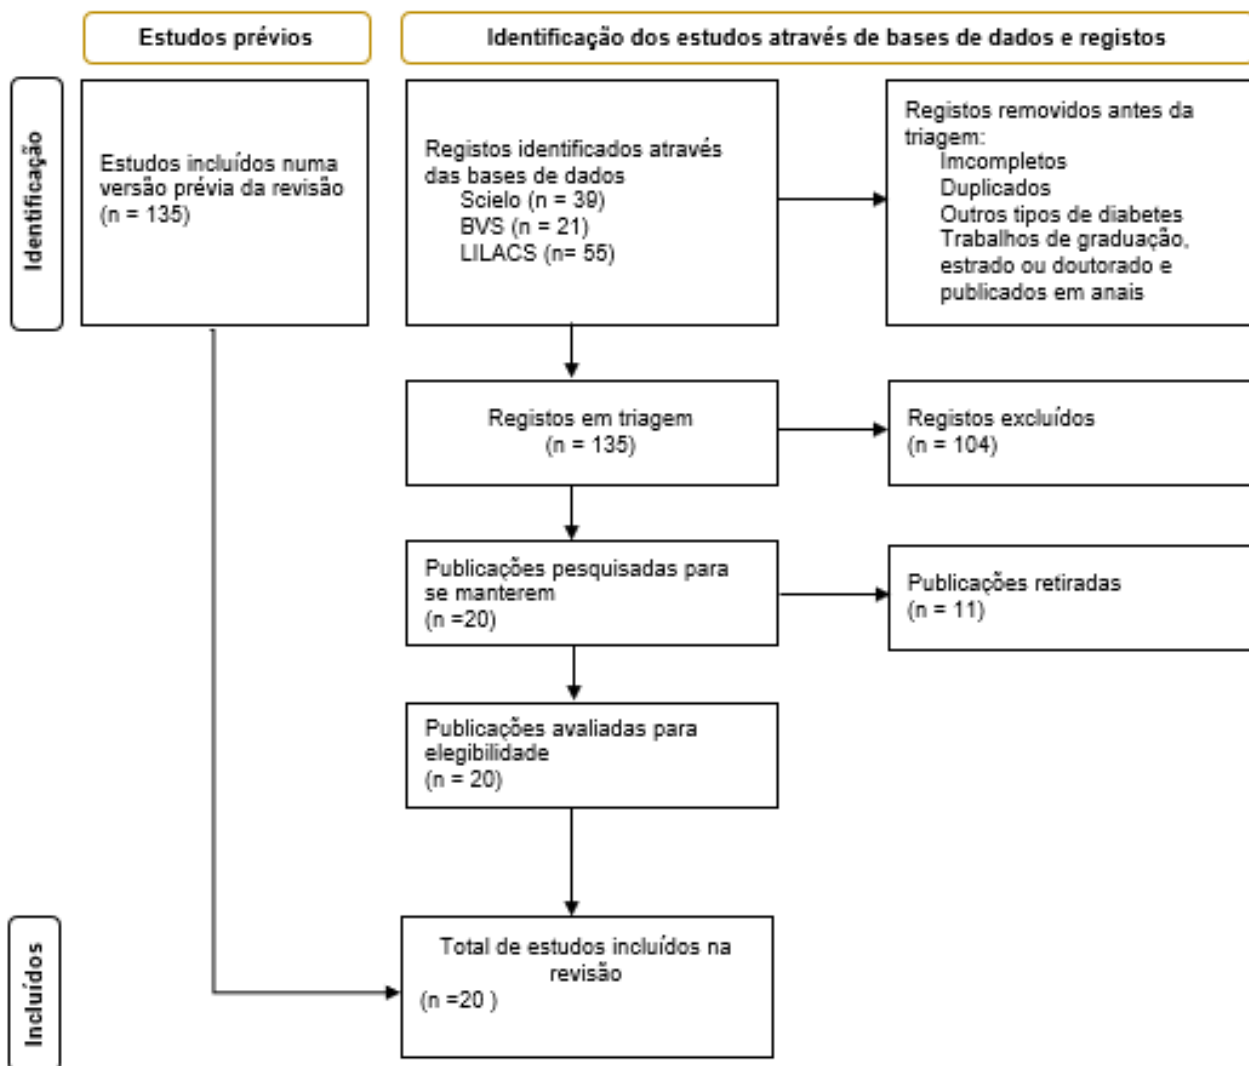 Estudos prévios
Identificação dos estudos através de bases de dados e registos
Identificação
Estudos incluídos numa
versão prévia da revisão
(n = 135)
Registos identificados através
das bases de dados
Scielo (n = 39)
BVS (n = 21)
LILACS (n= 55)
Registos removidos antes da
triagem:
Imcompletos
Duplicados
Outros tipos de diabetes
Trabalhos de graduação,
estrado ou doutorado e
publicados em anais
Registos em triagem
(n = 135)
Registos excluídos
(n = 104)
Publicações pesquisadas para
se manterem
(n =20)
Publicações retiradas
(n = 11)
Publicações avaliadas para
elegibilidade
(n = 20)
Incluídos
Total de estudos incluídos na
revisão
(n =20 )